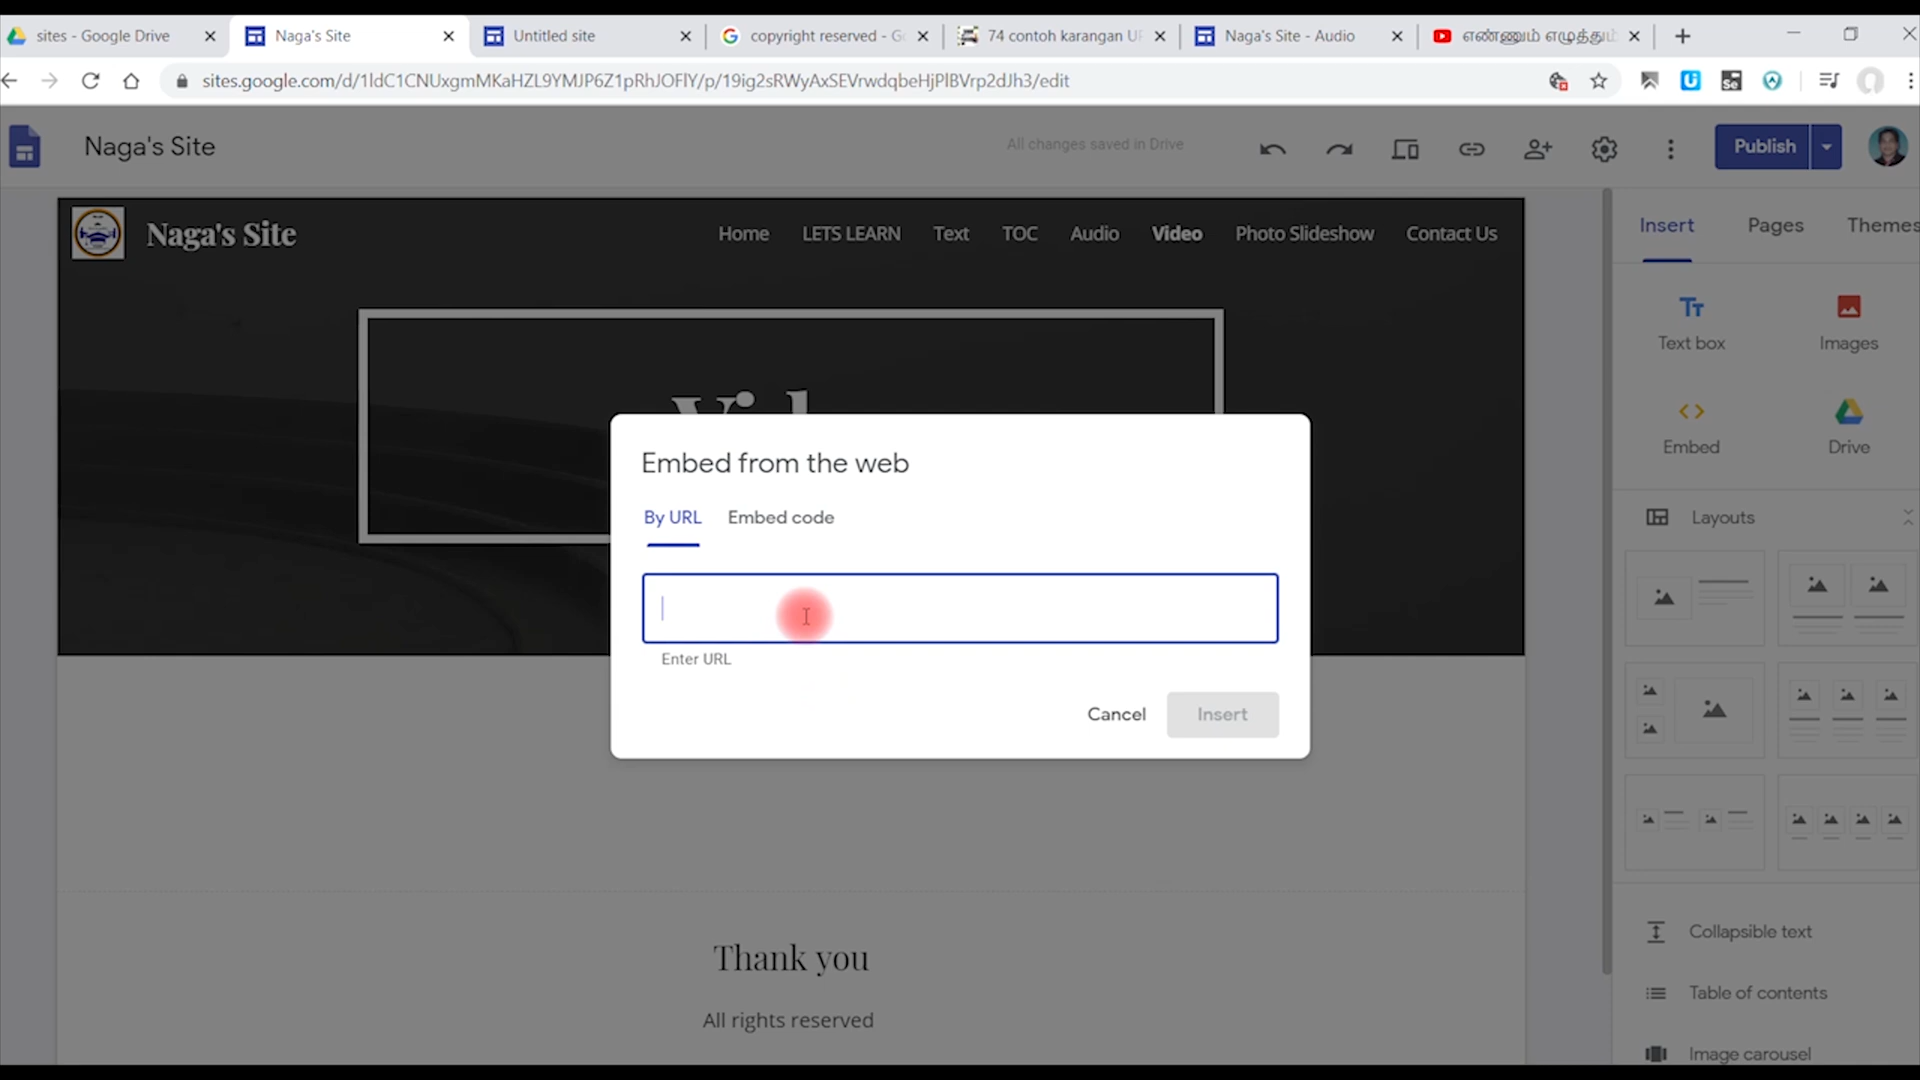 sites - Google Drive
Naga's Site
Untitled site
copyright reserved - G
74 contoh karangan UP
Naga's Site - Audio
எண்ணும் எழுத்தும்
sites.google.com/d/1ldC1CNUxgmMKaHZL9YMJP6Z1pRhJOFlY/p/19ig2sRWyAxSEVrwdqbeHjPlBVrp2dJh3/edit
Naga's Site
All changes saved in Drive
Publish
Naga's Site
Home LETS LEARN Text TOC Audio Video Photo Slideshow Contact Us
Insert Pages Themes
Text box Images
Embed Drive
Layouts
Embed from the web
By URL Embed code
Enter URL
Cancel Insert
Thank you
All rights reserved
Collapsible text
Table of contents
Image carousel